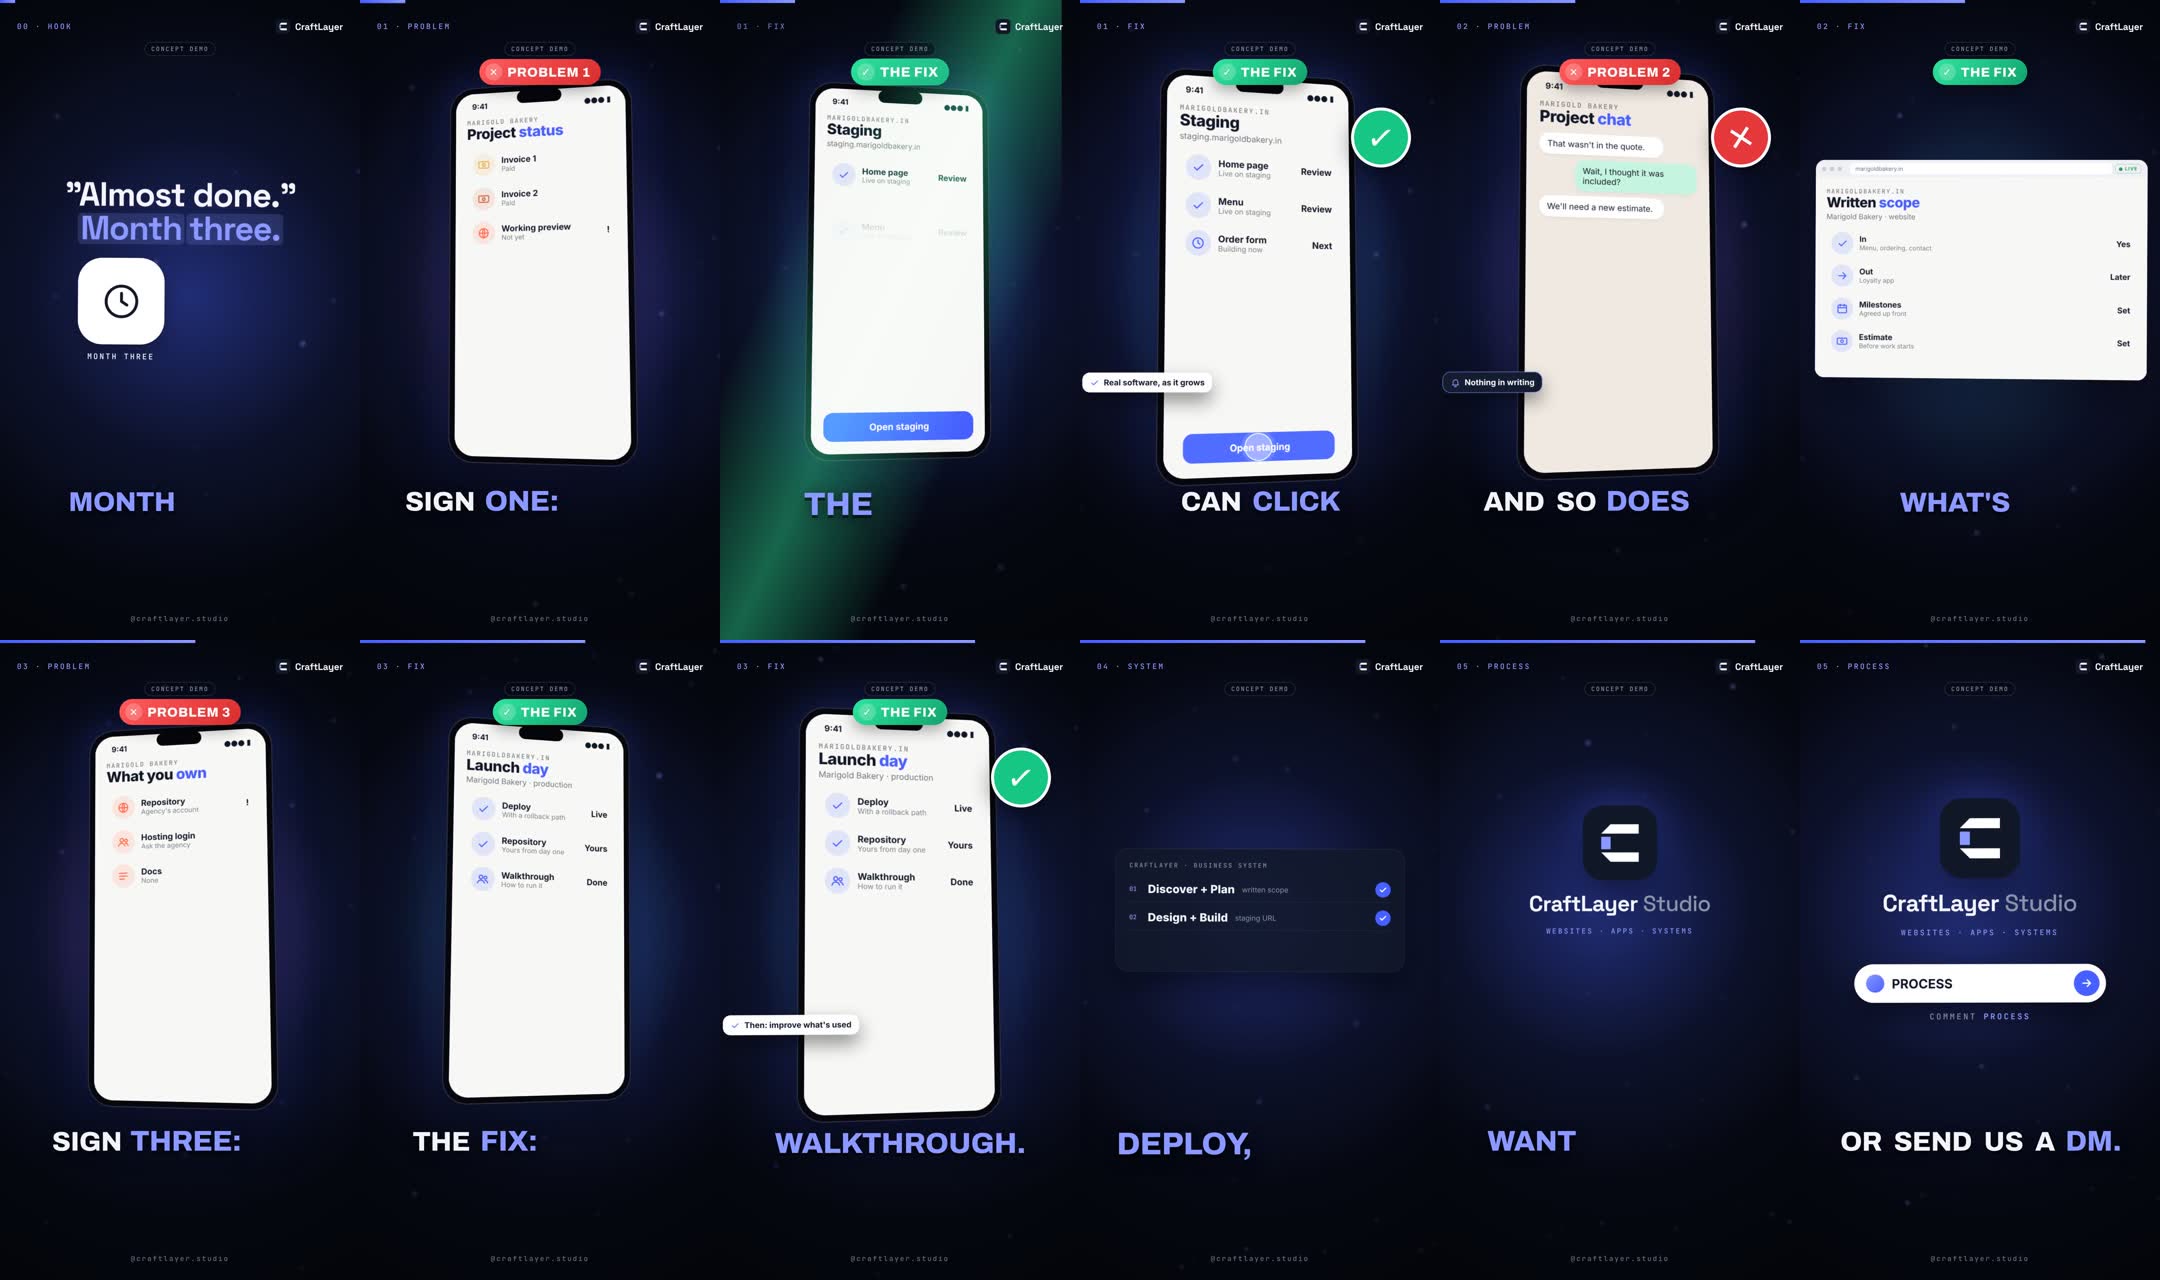 00 · HOOK
CraftLayer
CONCEPT DEMO
”Almost done.”
Month three.
MONTH THREE
MONTH
@craftlayer.studio
01 · PROBLEM
CraftLayer
CONCEPT DEMO
× PROBLEM 1
9:41
MARIGOLD BAKERY
Project status
Invoice 1
Paid
Invoice 2
Paid
Working preview !
Not yet
SIGN ONE:
@craftlayer.studio
01 · FIX
CraftLayer
CONCEPT DEMO
✓ THE FIX
9:41
MARIGOLDBAKERY.IN
Staging
staging.marigoldbakery.in
Home page
Live on staging
Review
Menu
Review
Open staging
THE
@craftlayer.studio
01 · FIX
CraftLayer
CONCEPT DEMO
✓ THE FIX
9:41
MARIGOLDBAKERY.IN
Staging
staging.marigoldbakery.in
Home page
Live on staging
Review
Menu
Live on staging
Review
Order form
Building now
Next
Real software, as it grows
Open staging
CAN CLICK
@craftlayer.studio
02 · PROBLEM
CraftLayer
CONCEPT DEMO
× PROBLEM 2
9:41
MARIGOLD BAKERY
Project chat
That wasn't in the quote.
Wait, I thought it was
included?
We'll need a new estimate.
Nothing in writing
AND SO DOES
@craftlayer.studio
02 · FIX
CraftLayer
CONCEPT DEMO
✓ THE FIX
marigoldbakery.in
LIVE
MARIGOLDBAKERY.IN
Written scope
Marigold Bakery · website
In
Menu, ordering, contact
Yes
Out
Loyalty app
Later
Milestones
Agreed up front
Set
Estimate
Before work starts
Set
WHAT'S
@craftlayer.studio
03 · PROBLEM
CraftLayer
CONCEPT DEMO
× PROBLEM 3
9:41
MARIGOLD BAKERY
What you own
Repository !
Agency's account
Hosting login
Ask the agency
Docs
None
SIGN THREE:
@craftlayer.studio
03 · FIX
CraftLayer
CONCEPT DEMO
✓ THE FIX
9:41
MARIGOLDBAKERY.IN
Launch day
Marigold Bakery · production
Deploy
With a rollback path
Live
Repository
Yours from day one
Yours
Walkthrough
How to run it
Done
THE FIX:
@craftlayer.studio
03 · FIX
CraftLayer
CONCEPT DEMO
✓ THE FIX
9:41
MARIGOLDBAKERY.IN
Launch day
Marigold Bakery · production
Deploy
With a rollback path
Live
Repository
Yours from day one
Yours
Walkthrough
How to run it
Done
Then: improve what's used
WALKTHROUGH.
@craftlayer.studio
04 · SYSTEM
CraftLayer
CONCEPT DEMO
CRAFTLAYER · BUSINESS SYSTEM
01 Discover + Plan written scope
02 Design + Build staging URL
DEPLOY,
@craftlayer.studio
05 · PROCESS
CraftLayer
CONCEPT DEMO
CraftLayer Studio
WEBSITES · APPS · SYSTEMS
WANT
@craftlayer.studio
05 · PROCESS
CraftLayer
CONCEPT DEMO
CraftLayer Studio
WEBSITES · APPS · SYSTEMS
PROCESS
COMMENT PROCESS
OR SEND US A DM.
@craftlayer.studio